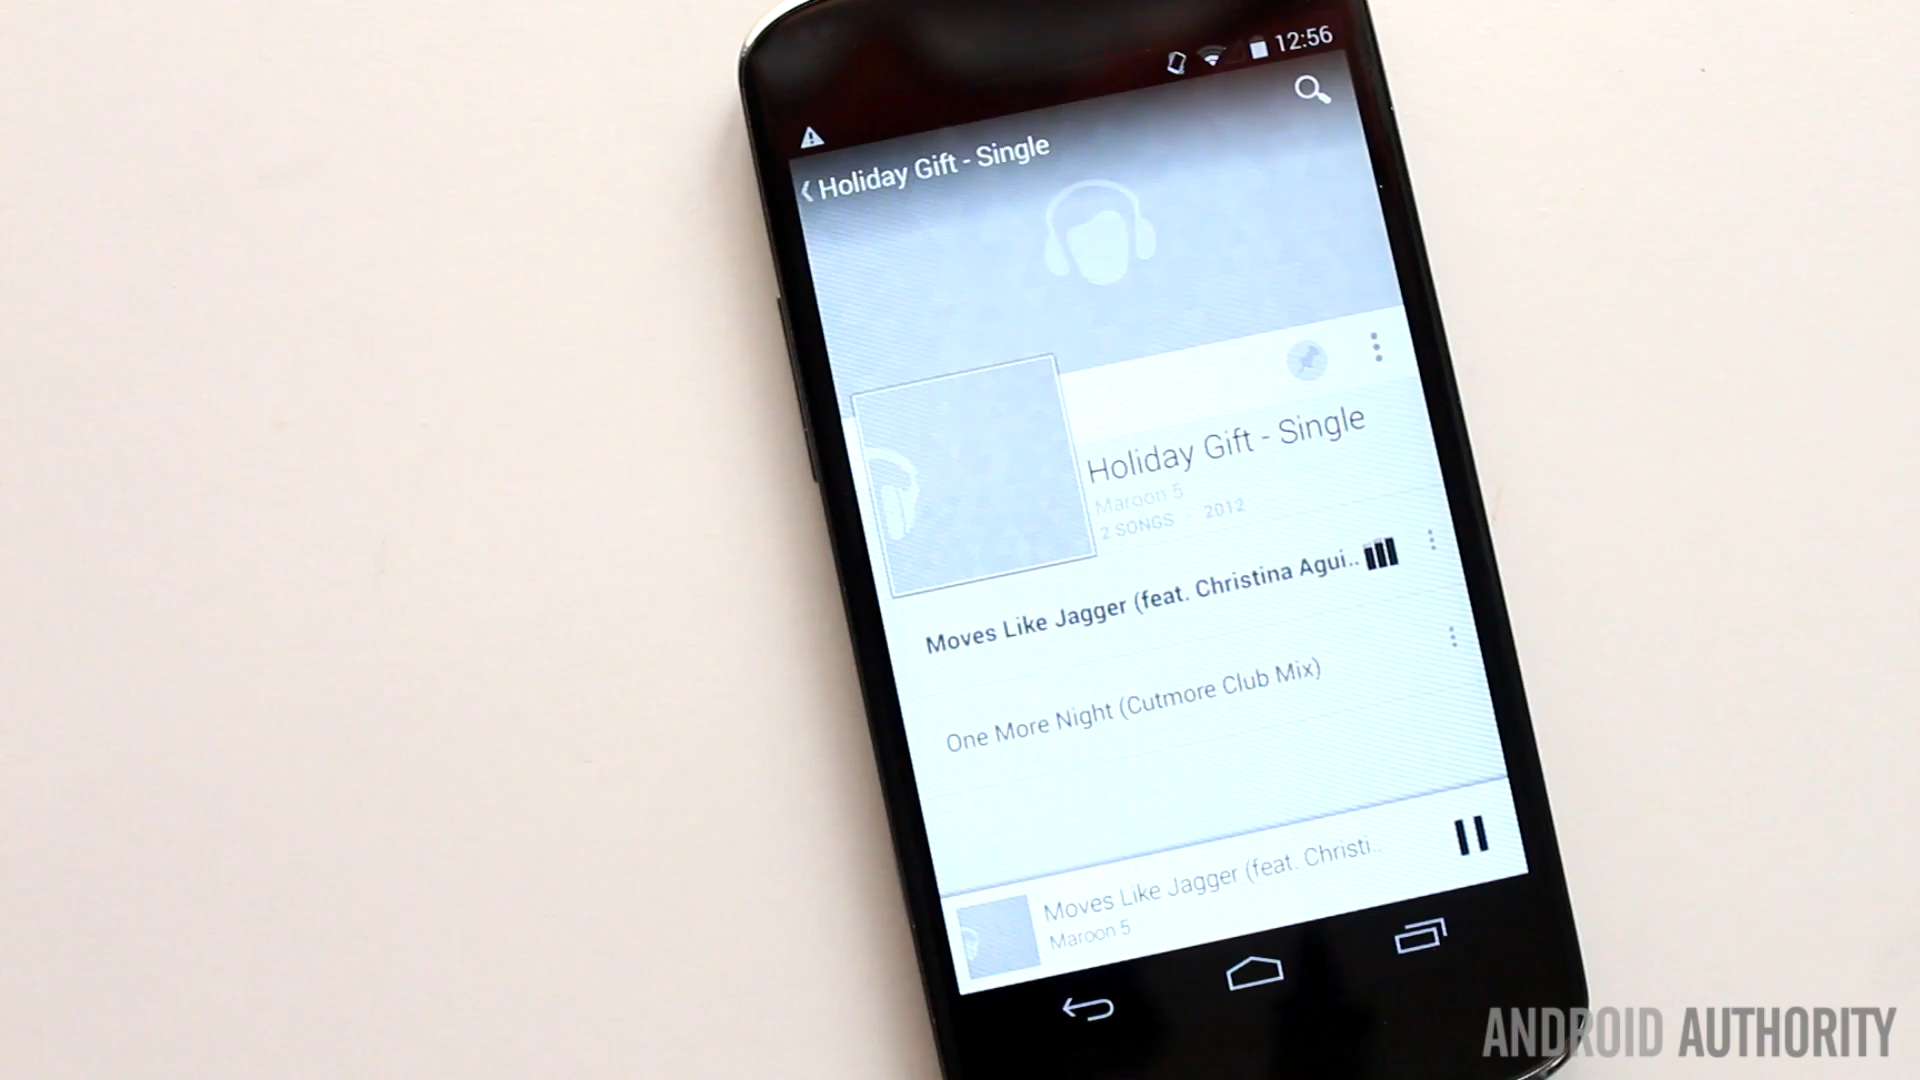 12:56
Holiday Gift - Single
Holiday Gift - Single
Maroon 5
2 SONGS · 2012
Moves Like Jagger (feat. Christina Agui..
One More Night (Cutmore Club Mix)
Moves Like Jagger (feat. Christi..
Maroon 5
ANDROID AUTHORITY